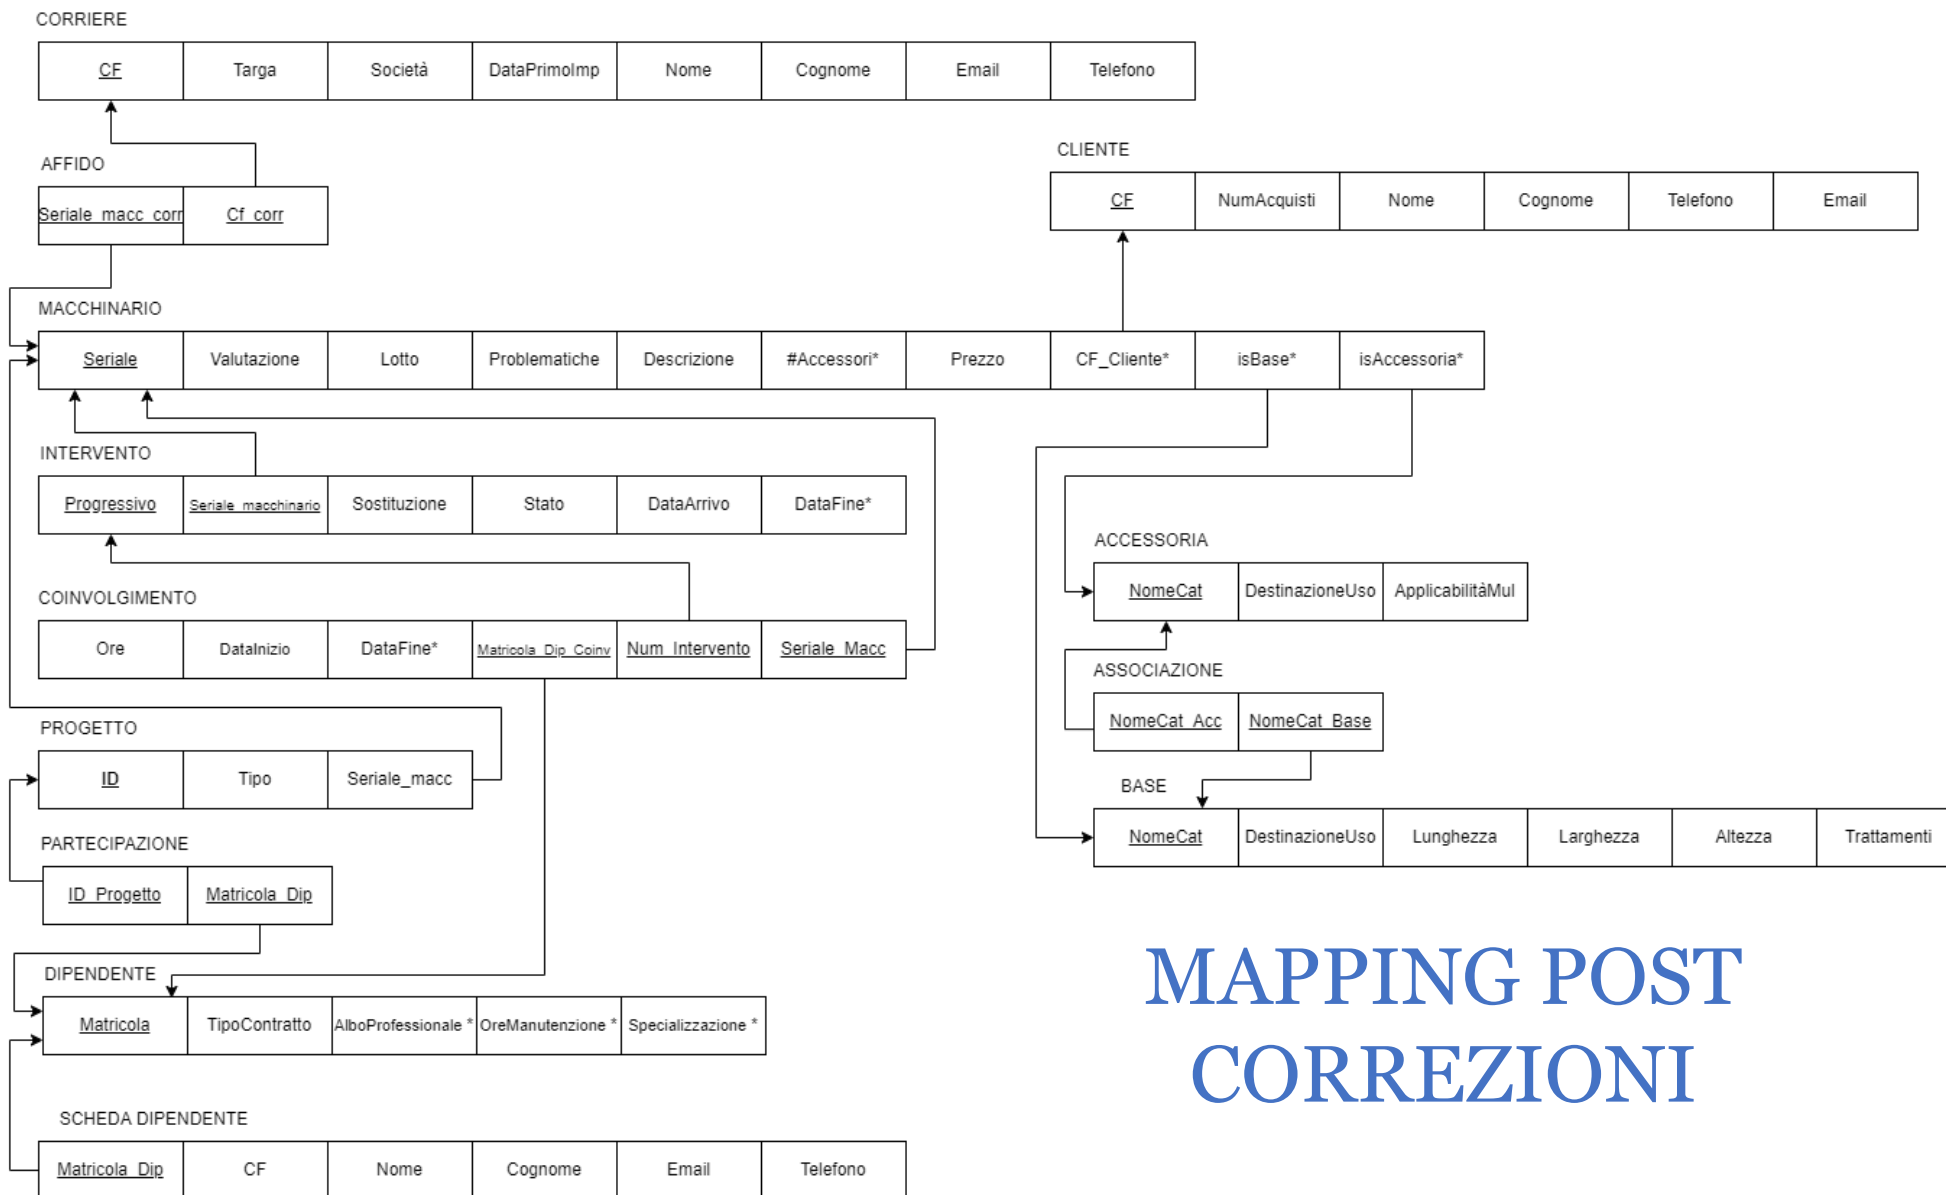 CORRIERE
CF Targa Società DataPrimoImp Nome Cognome Email Telefono
AFFIDO
Seriale_macc_corr Cf_corr
CLIENTE
CF NumAcquisti Nome Cognome Telefono Email
MACCHINARIO
Seriale Valutazione Lotto Problematiche Descrizione #Accessori* Prezzo CF_Cliente* isBase* isAccessoria*
INTERVENTO
Progressivo Seriale_macchinario Sostituzione Stato DataArrivo DataFine*
COINVOLGIMENTO
Ore DataInizio DataFine* Matricola_Dip_Coinv Num_Intervento Seriale_Macc
PROGETTO
ID Tipo Seriale_macc
PARTECIPAZIONE
ID_Progetto Matricola_Dip
DIPENDENTE
Matricola TipoContratto AlboProfessionale * OreManutenzione * Specializzazione *
SCHEDA DIPENDENTE
Matricola_Dip CF Nome Cognome Email Telefono
ACCESSORIA
NomeCat DestinazioneUso ApplicabilitàMul
ASSOCIAZIONE
NomeCat_Acc NomeCat_Base
BASE
NomeCat DestinazioneUso Lunghezza Larghezza Altezza Trattamenti
MAPPING POST
CORREZIONI